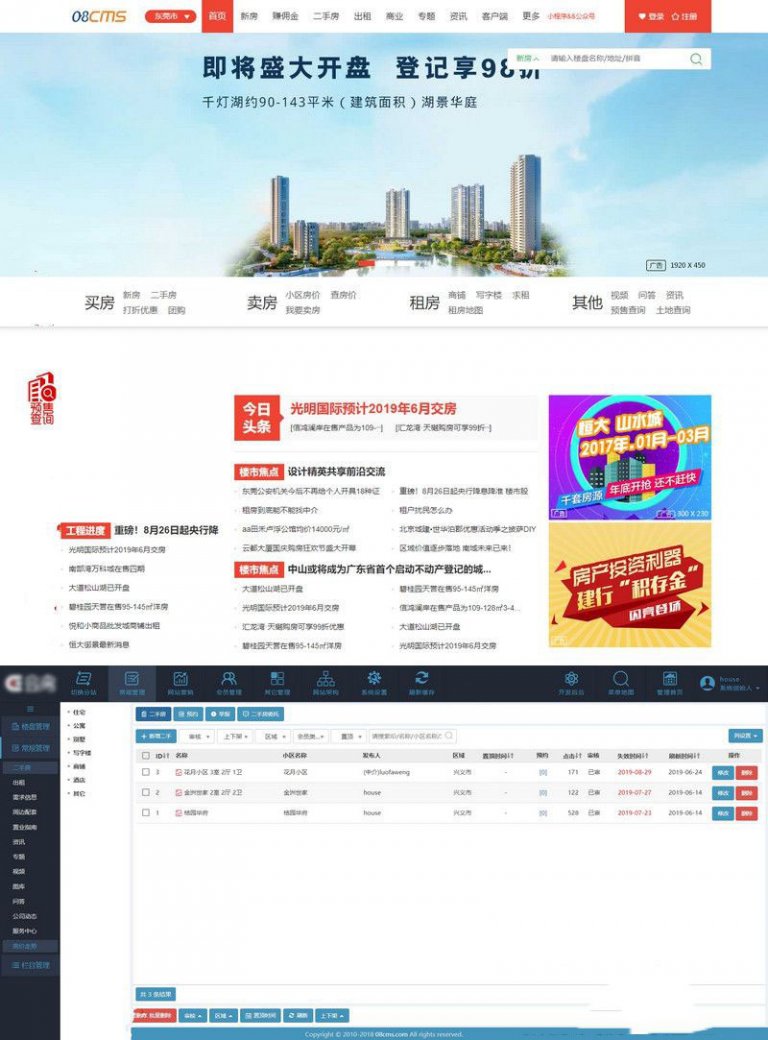 08CMS 东莞市 首页 新房 赚佣金 二手房 出租 商业 专题 资讯 客户端 更多 小程序&&公众号 登录 注册
即将盛大开盘 登记享98折
新房 请输入楼盘名称/地址/拼音
千灯湖约90-143平米（建筑面积）湖景华庭
广告 1920 X 450
买房 新房 二手房 打折优惠 团购
卖房 小区房价 查房价 我要卖房
租房 商铺 写字楼 求租 租房地图
其他 视频 问答 资讯 预售查询 土地查询
预售查询
今日头条
光明国际预计2019年6月交房
[信鸿澜岸在售产品为109-··] [汇龙湾·天樾购房可享99折··]
楼市焦点 设计精英共享前沿交流
东莞公安机关今后不再给个人开具18种证
重磅！8月26日起央行降息降准 楼市股
租房到底能不能找中介
租户扰民怎么办
aa田禾卢浮公馆均价14000元/㎡
北京城建·世华泊郡优惠活动季之披萨DIY
云都大厦国庆购房狂欢节盛大开幕
区域价值逐步落地 南城未来已来！
楼市焦点 中山或将成为广东省首个启动不动产登记的城...
大道松山湖已开盘
碧桂园天誉在售95-145㎡洋房
光明国际预计2019年6月交房
信鸿澜岸在售产品为109-128㎡3-4...
汇龙湾·天樾购房可享99折优惠
大道松山湖已开盘
碧桂园天誉在售95-145㎡洋房
光明国际预计2019年6月交房
工程进度 重磅！8月26日起央行降
光明国际预计2019年6月交房
南部湾万科城在售四期
大道松山湖已开盘
碧桂园天誉在售95-145㎡洋房
悦和小商品批发城商铺出租
恒大御景最新消息
恒大 山水城
2017年.01月-03月
千套房源 年底开抢 还不赶快
广告 广告 300 X 230
房产投资利器
建行“积存金”
闪亮登场
广告
切换分站 常规管理 网站营销 会员管理 其它管理 网站架构 系统设置 刷新缓存 开发后台 菜单地图 管理首页 house
系统创始人
楼盘管理
常规管理
二手房
出租
需求信息
周边配套
置业指南
资讯
专题
视频
图库
问答
公司动态
服务中心
房价走势
栏目管理
住宅
公寓
别墅
写字楼
商铺
酒店
其它
二手房 预约 举报 二手房委托
新增二手 审核 上下架 区域 会员类... 置顶 列设置
ID 名称 小区名称 发布人 区域 置顶时间 预约 点击 审核 失效时间 刷新时间 操作
3 花月小区 3室 2厅 1卫 花月小区 (中介)luofaweng 兴义市 - [0] 171 已审 2019-08-29 2019-06-24 修改 删除
2 金洲世家 2室 2厅 2卫 金洲世家 house 兴义市 - [0] 122 已审 2019-07-27 2019-06-14 修改 删除
1 桃园华府 桃园华府 house 兴义市 - [0] 528 已审 2019-07-23 2019-06-14 修改 删除
共 3 条结果
批量删除 审核 区域 置顶时间 刷新 上下架
Copyright © 2010-2018 08cms.com All rights reserved.